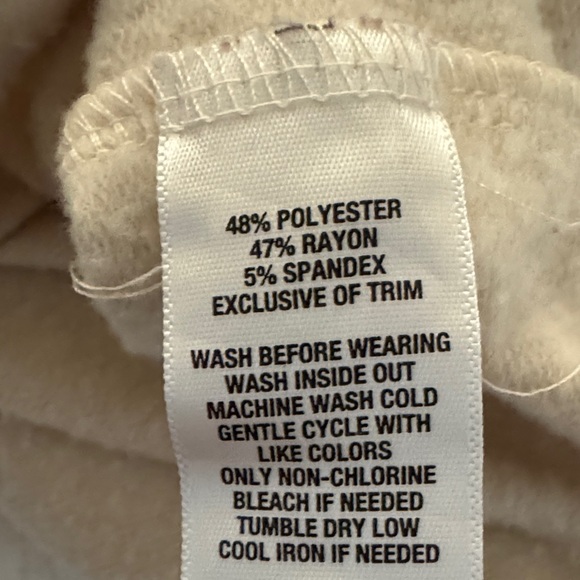 48% POLYESTER
47% RAYON
5% SPANDEX
EXCLUSIVE OF TRIM
WASH BEFORE WEARING
WASH INSIDE OUT
MACHINE WASH COLD
GENTLE CYCLE WITH
LIKE COLORS
ONLY NON-CHLORINE
BLEACH IF NEEDED
TUMBLE DRY LOW
COOL IRON IF NEEDED